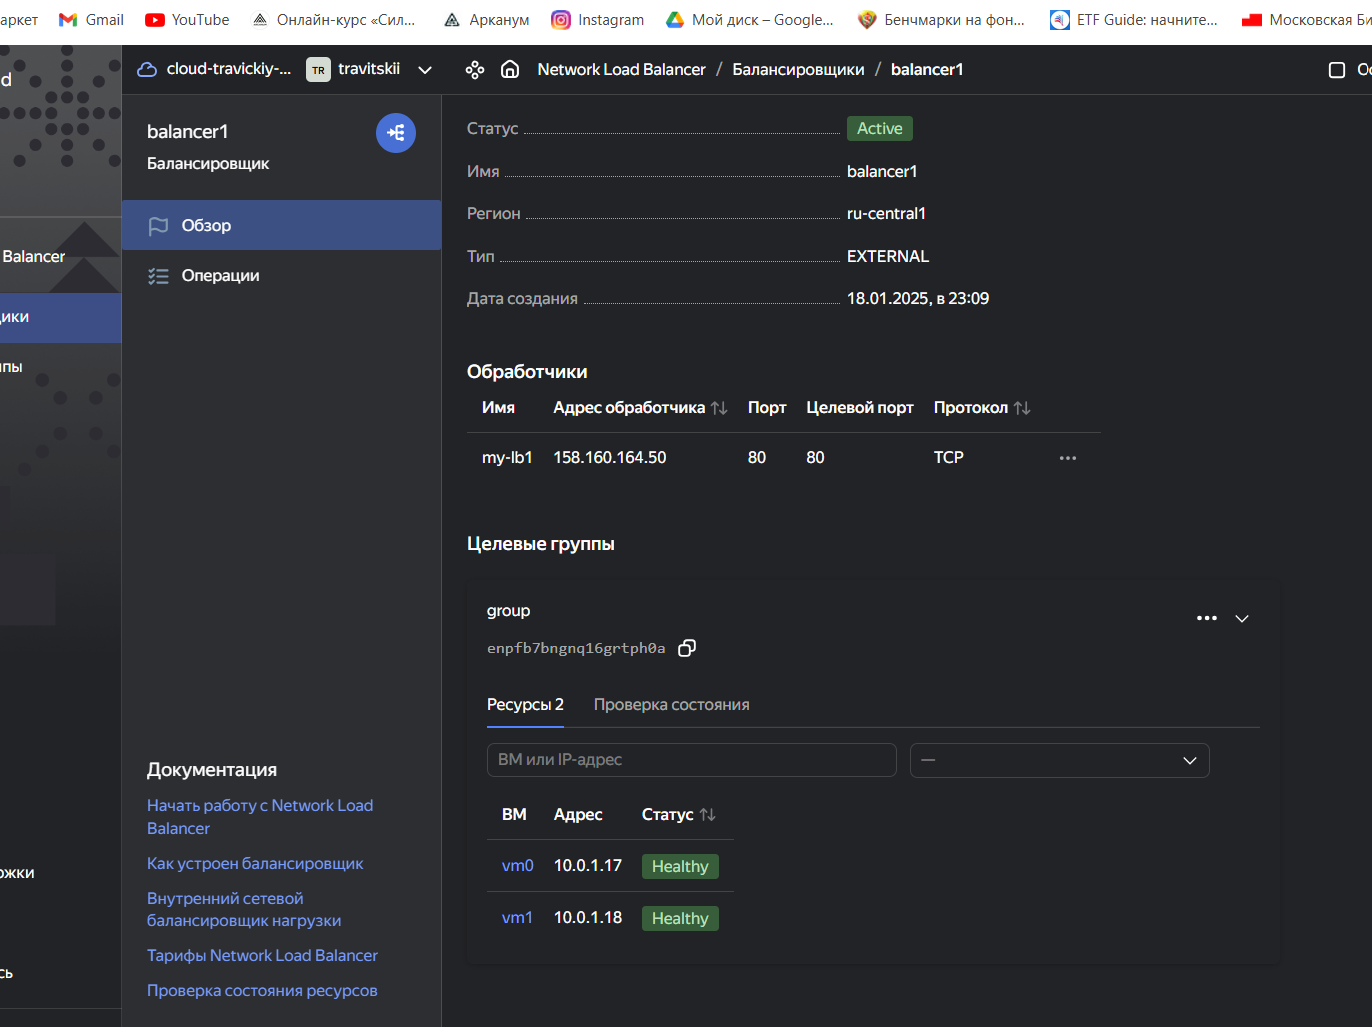 аркет Gmail YouTube Онлайн-курс «Сил... Арканум Instagram Мой диск – Google... Бенчмарки на фон... ETF Guide: начните... Московская Би
d cloud-travickiy-... TR travitskii Network Load Balancer / Балансировщики / balancer1
balancer1
Балансировщик
Обзор
Операции
Balancer
ики
пы
ржки
сь
Документация
Начать работу с Network Load
Balancer
Как устроен балансировщик
Внутренний сетевой
балансировщик нагрузки
Тарифы Network Load Balancer
Проверка состояния ресурсов
Статус Active
Имя balancer1
Регион ru-central1
Тип EXTERNAL
Дата создания 18.01.2025, в 23:09
Обработчики
Имя Адрес обработчика Порт Целевой порт Протокол
my-lb1 158.160.164.50 80 80 TCP
Целевые группы
group
enpfb7bngnq16grtph0a
Ресурсы 2 Проверка состояния
ВМ или IP-адрес —
ВМ Адрес Статус
vm0 10.0.1.17 Healthy
vm1 10.0.1.18 Healthy